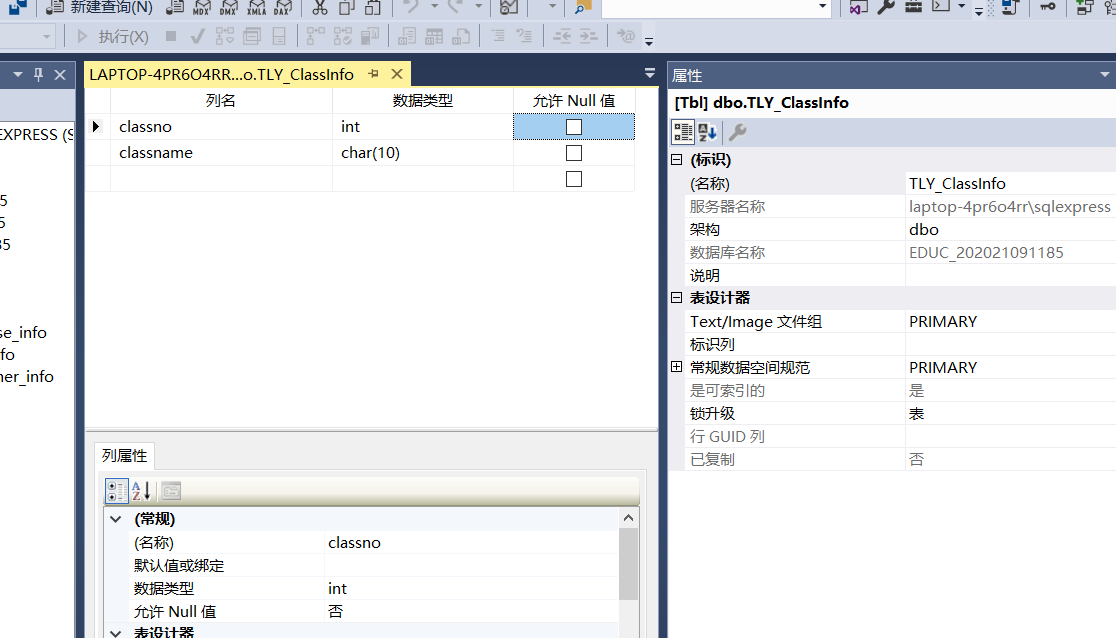 新建查询(N) MDX DMX XMLA DAX
执行(X)
LAPTOP-4PR6O4RR...o.TLY_ClassInfo
列名 数据类型 允许 Null 值
classno int
classname char(10)
EXPRESS (S
5
5
35
se_info
fo
ner_info
列属性
(常规)
(名称) classno
默认值或绑定
数据类型 int
允许 Null 值 否
表设计器
属性
[Tbl] dbo.TLY_ClassInfo
(标识)
(名称) TLY_ClassInfo
服务器名称 laptop-4pr6o4rr\sqlexpress
架构 dbo
数据库名称 EDUC_202021091185
说明
表设计器
Text/Image 文件组 PRIMARY
标识列
常规数据空间规范 PRIMARY
是可索引的 是
锁升级 表
行 GUID 列
已复制 否